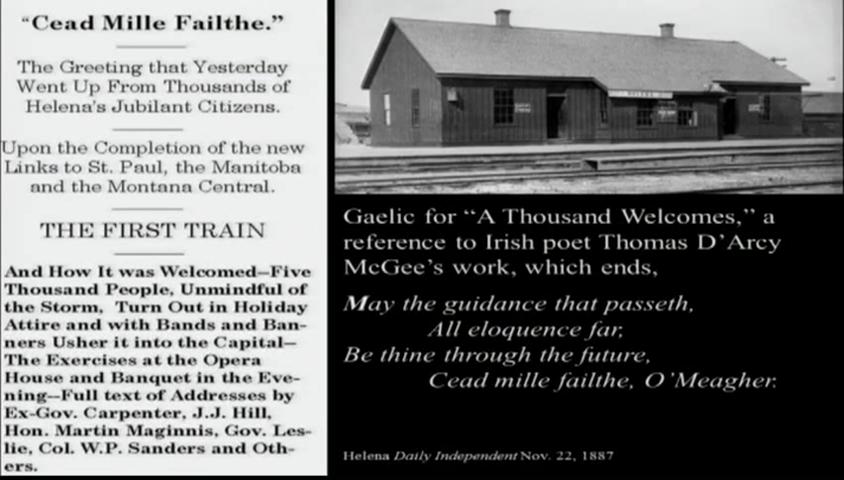 “Cead Mille Failthe.”
The Greeting that Yesterday
Went Up From Thousands of
Helena's Jubilant Citizens.
Upon the Completion of the new
Links to St. Paul, the Manitoba
and the Montana Central.
THE FIRST TRAIN
And How It was Welcomed—Five
Thousand People, Unmindful of
the Storm, Turn Out in Holiday
Attire and with Bands and Ban-
ners Usher it into the Capital—
The Exercises at the Opera
House and Banquet in the Eve-
ning—Full text of Addresses by
Ex-Gov. Carpenter, J.J. Hill,
Hon. Martin Maginnis, Gov. Les-
lie, Col. W.P. Sanders and Oth-
ers.
HELENA
Gaelic for “A Thousand Welcomes,” a
reference to Irish poet Thomas D’Arcy
McGee’s work, which ends,
May the guidance that passeth,
All eloquence far,
Be thine through the future,
Cead mille failthe, O’Meagher.
Helena Daily Independent Nov. 22, 1887